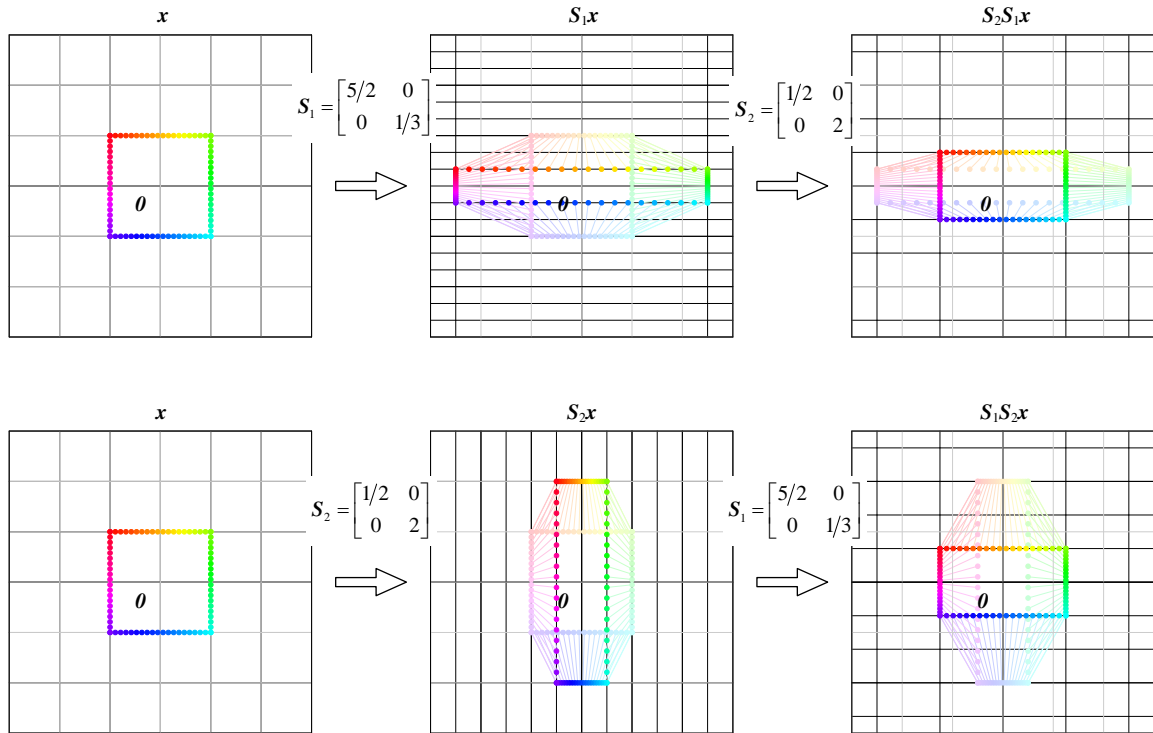 x
S₁x
S₂S₁x
S₁ = [5/2 0
0 1/3]
S₂ = [1/2 0
0 2]
0
0
0
x
S₂x
S₁S₂x
S₂ = [1/2 0
0 2]
S₁ = [5/2 0
0 1/3]
0
0
0